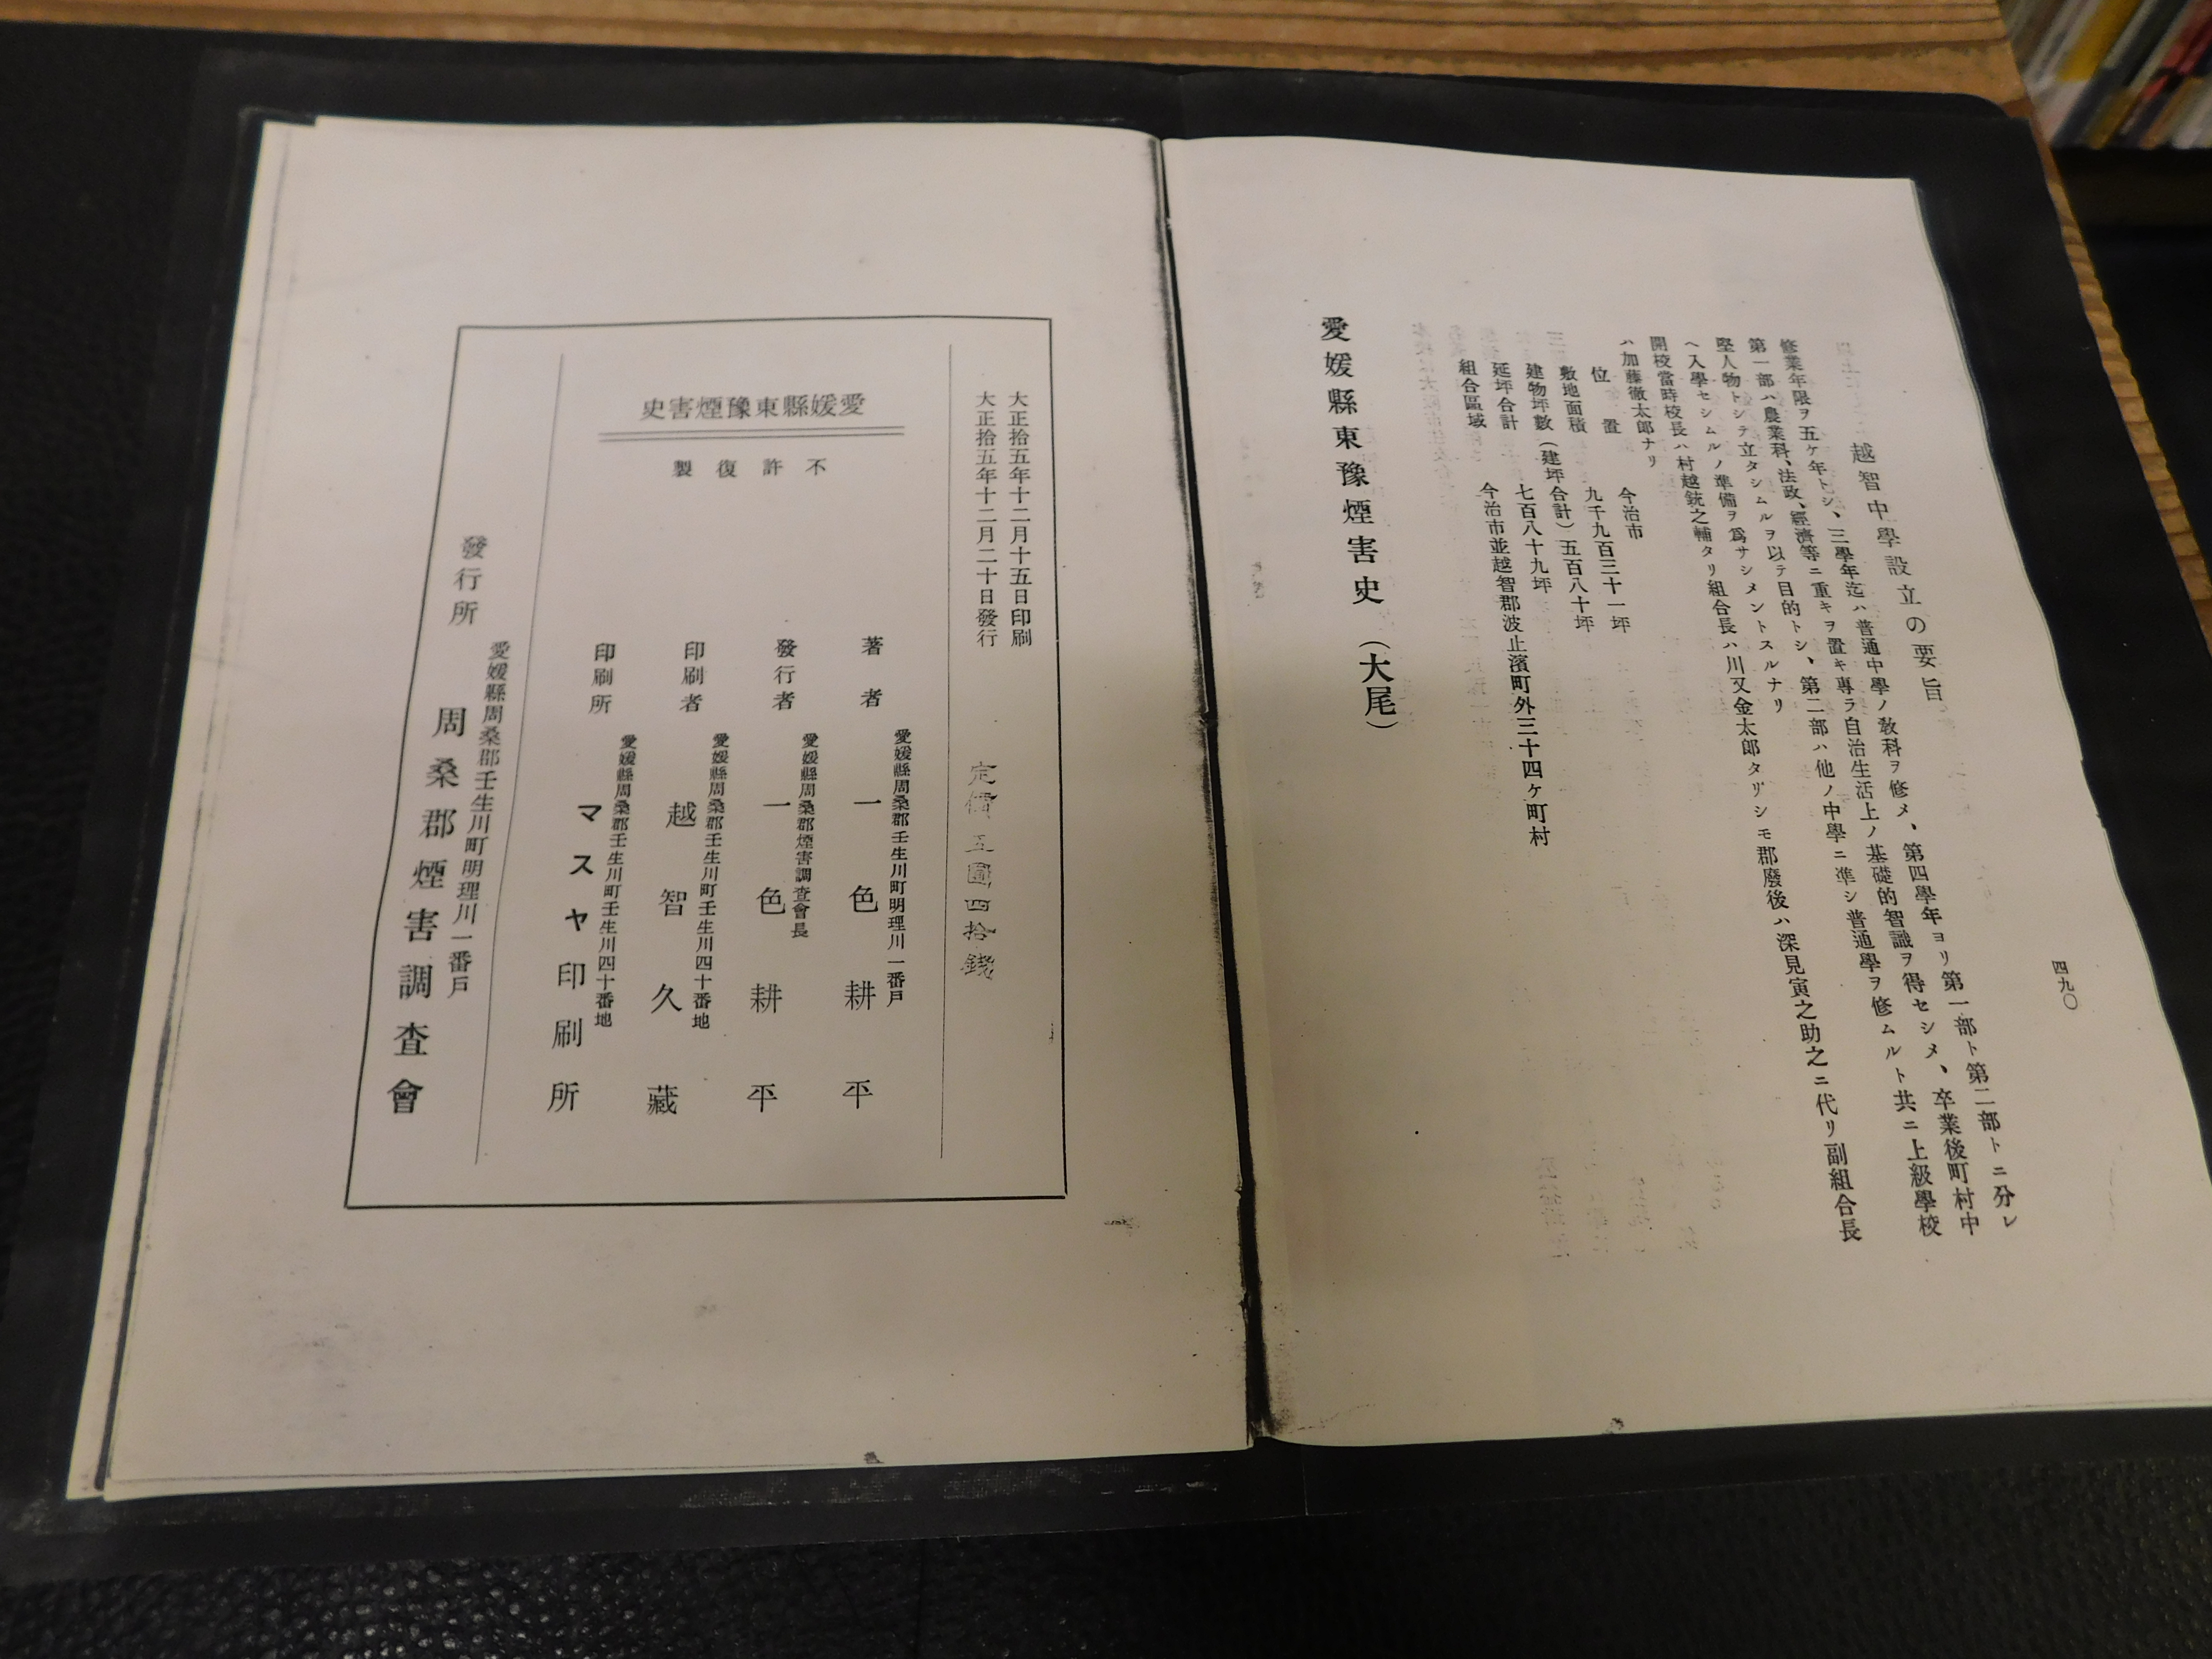 四九〇
越智中學設立の要旨
修業年限ヲ五ケ年トシ、三學年迄ハ普通中學ノ敎科ヲ修メ、第四學年ヨリ第一部ト第二部トニ分レ
第一部ハ農業科、法政、經濟等ニ重キヲ置キ專ラ自治生活上ノ基礎的智識ヲ得セシメ、卒業後町村中
堅人物トシテ立タシムルヲ以テ目的トシ、第二部ハ他ノ中學ニ準シ普通學ヲ修ムルト共ニ上級學校
ヘ入學セシムルノ準備ヲ爲サシメントスルナリ
開校當時校長ハ村越銃之輔タリ組合長ハ川又金太郎タリシモ郡廢後ハ深見寅之助之ニ代リ副組合長
ハ加藤徹太郎ナリ
位置 今治市
敷地面積 九千九百三十一坪
建物坪數(建坪合計)五百八十坪
延坪合計 七百八十九坪
組合區域 今治市並越智郡波止濱町外三十四ケ町村
愛媛縣東豫煙害史(大尾)
大正拾五年十二月十五日印刷
大正拾五年十二月二十日發行
定價五圓四拾錢
愛媛縣東豫煙害史
不許復製
愛媛縣周桑郡壬生川町明理川一番戶
著者 一色耕平
愛媛縣周桑郡煙害調査會長
發行者 一色耕平
愛媛縣周桑郡壬生川町壬生川四十番地
印刷者 越智久藏
愛媛縣周桑郡壬生川町壬生川四十番地
印刷所 マスヤ印刷所
愛媛縣周桑郡壬生川町明理川一番戶
發行所 周桑郡煙害調査會